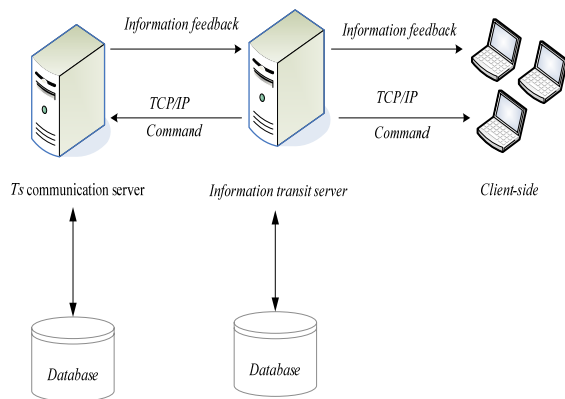 Information feedback
Information feedback
TCP/IP
Command
TCP/IP
Command
Ts communication server
Information transit server
Client-side
Database
Database